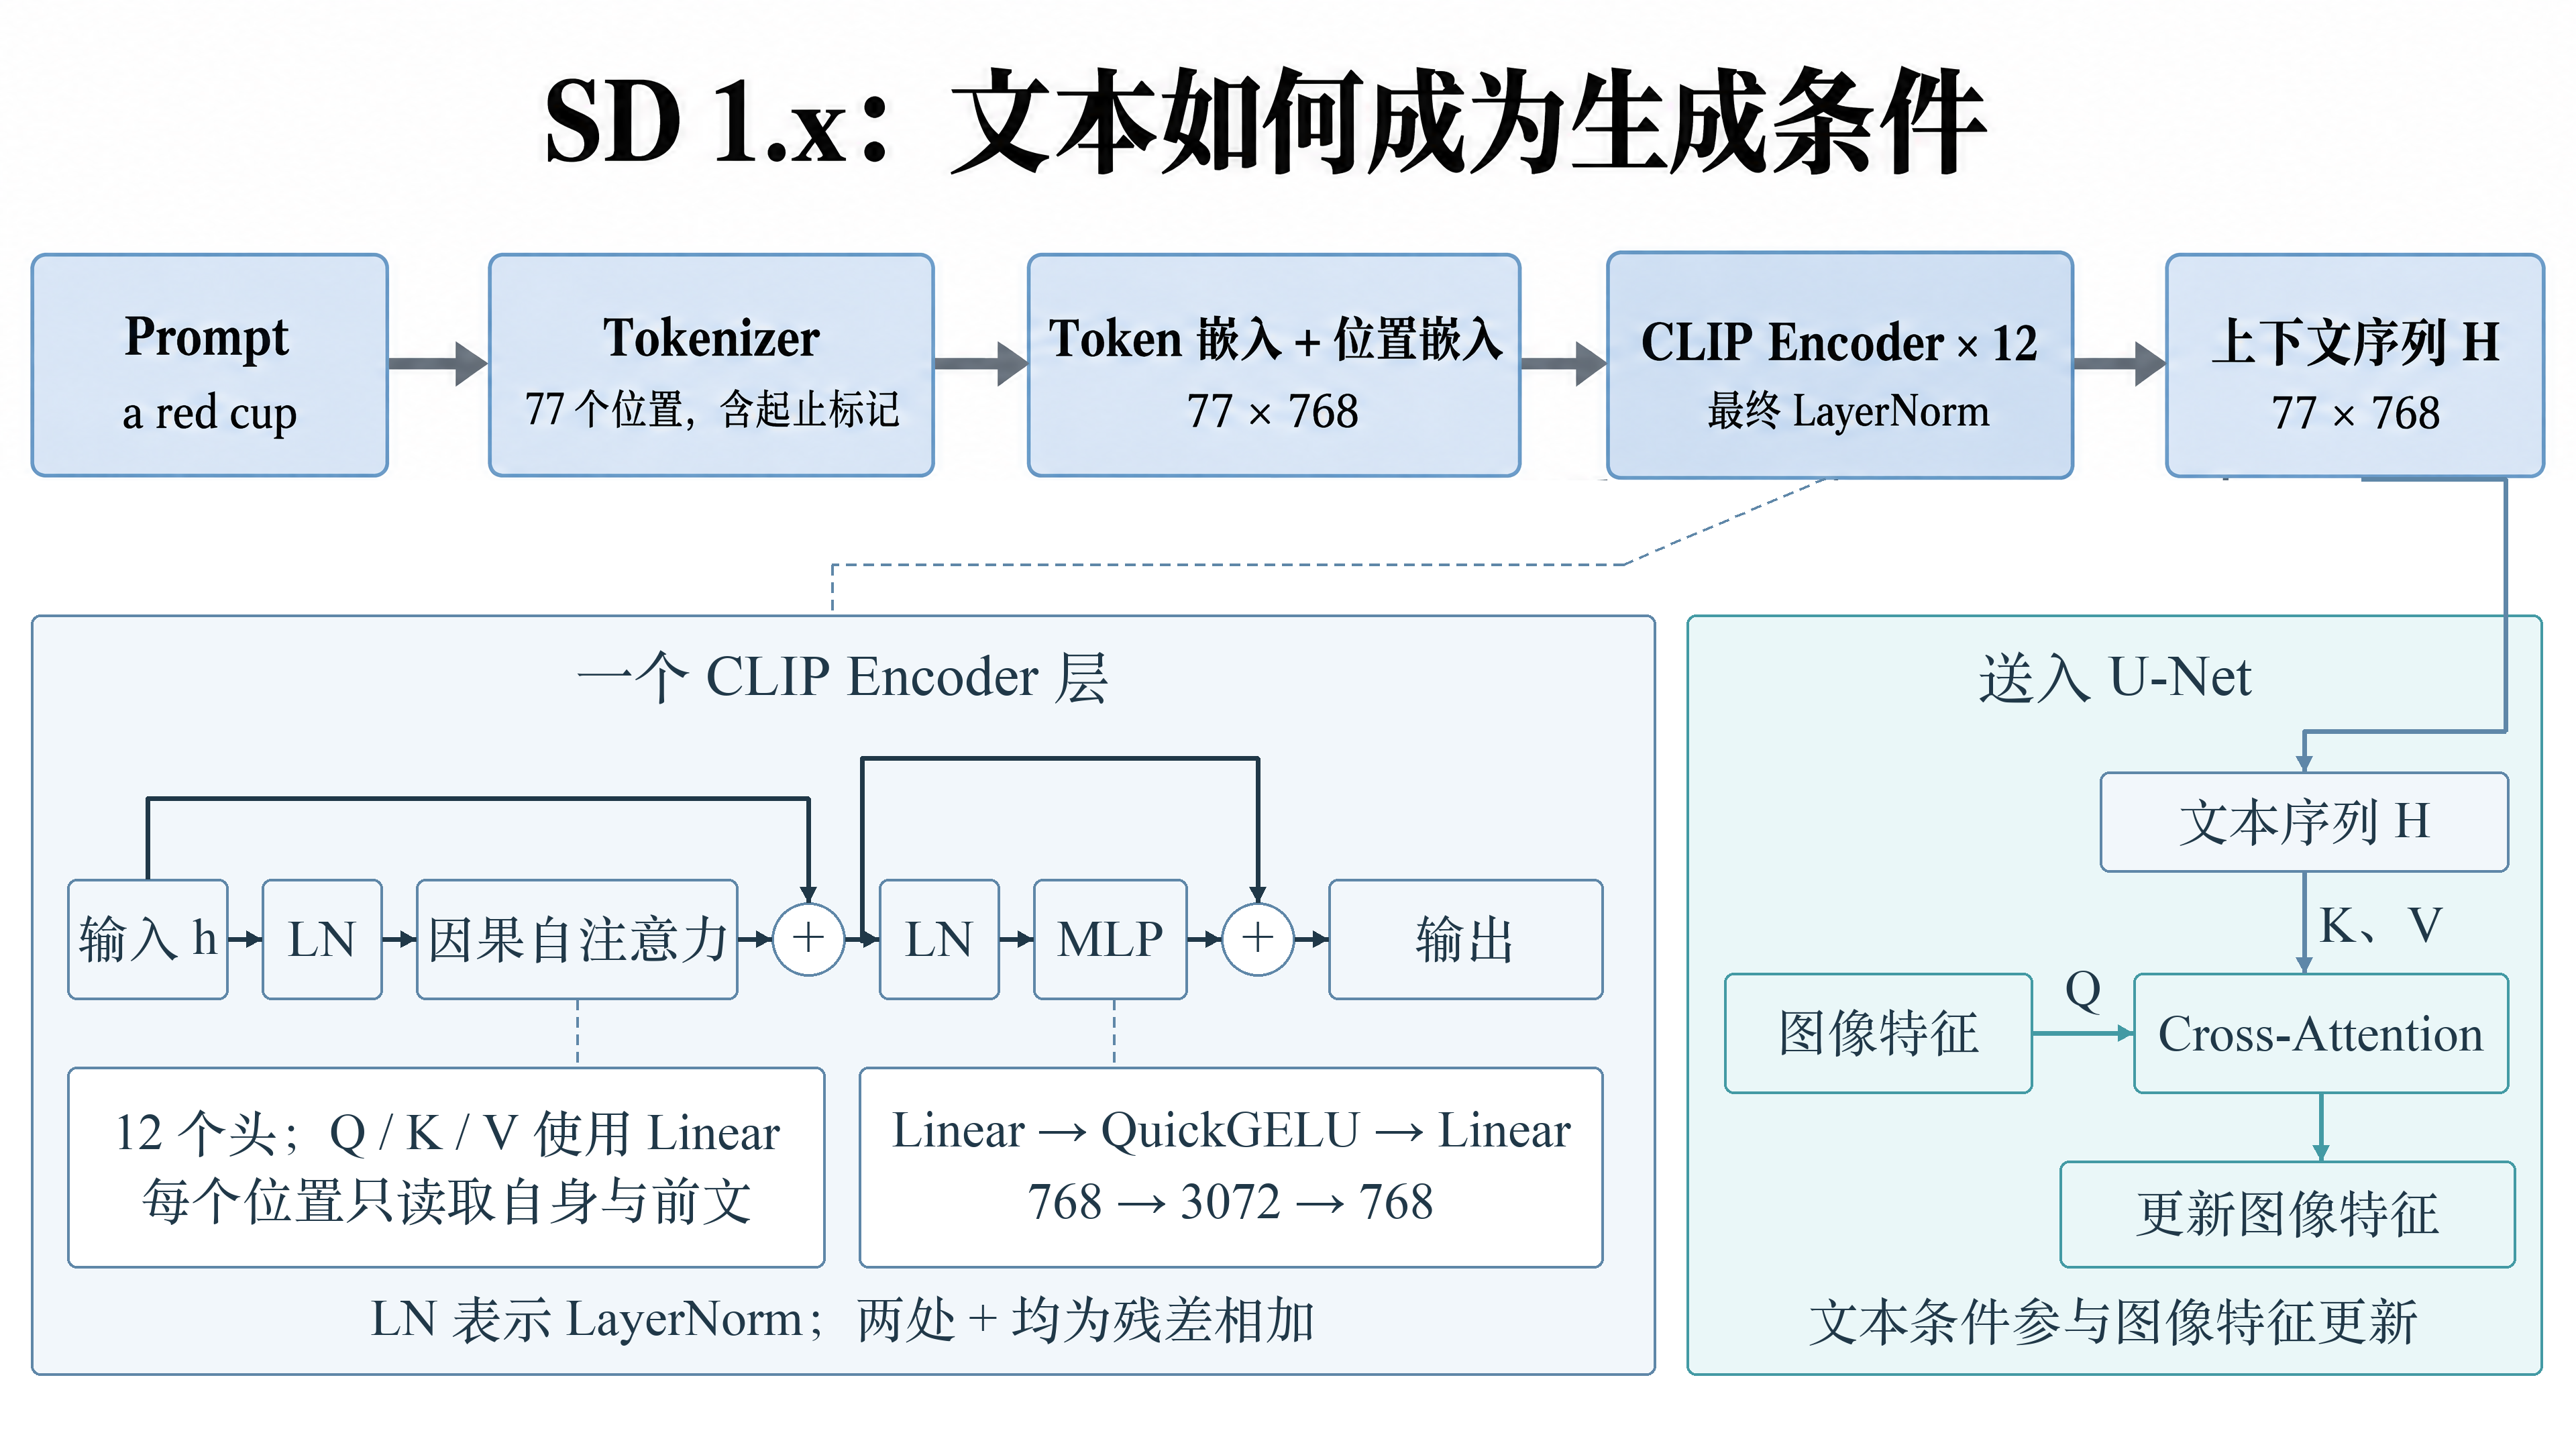 SD 1.x：文本如何成为生成条件
Prompt
a red cup
Tokenizer
77 个位置，含起止标记
Token 嵌入 + 位置嵌入
77 × 768
CLIP Encoder × 12
最终 LayerNorm
上下文序列 H
77 × 768
一个 CLIP Encoder 层
输入 h
LN
因果自注意力
+
LN
MLP
+
输出
12 个头；Q / K / V 使用 Linear
每个位置只读取自身与前文
Linear → QuickGELU → Linear
768 → 3072 → 768
LN 表示 LayerNorm；两处 + 均为残差相加
送入 U-Net
文本序列 H
K、V
Q
图像特征
Cross-Attention
更新图像特征
文本条件参与图像特征更新